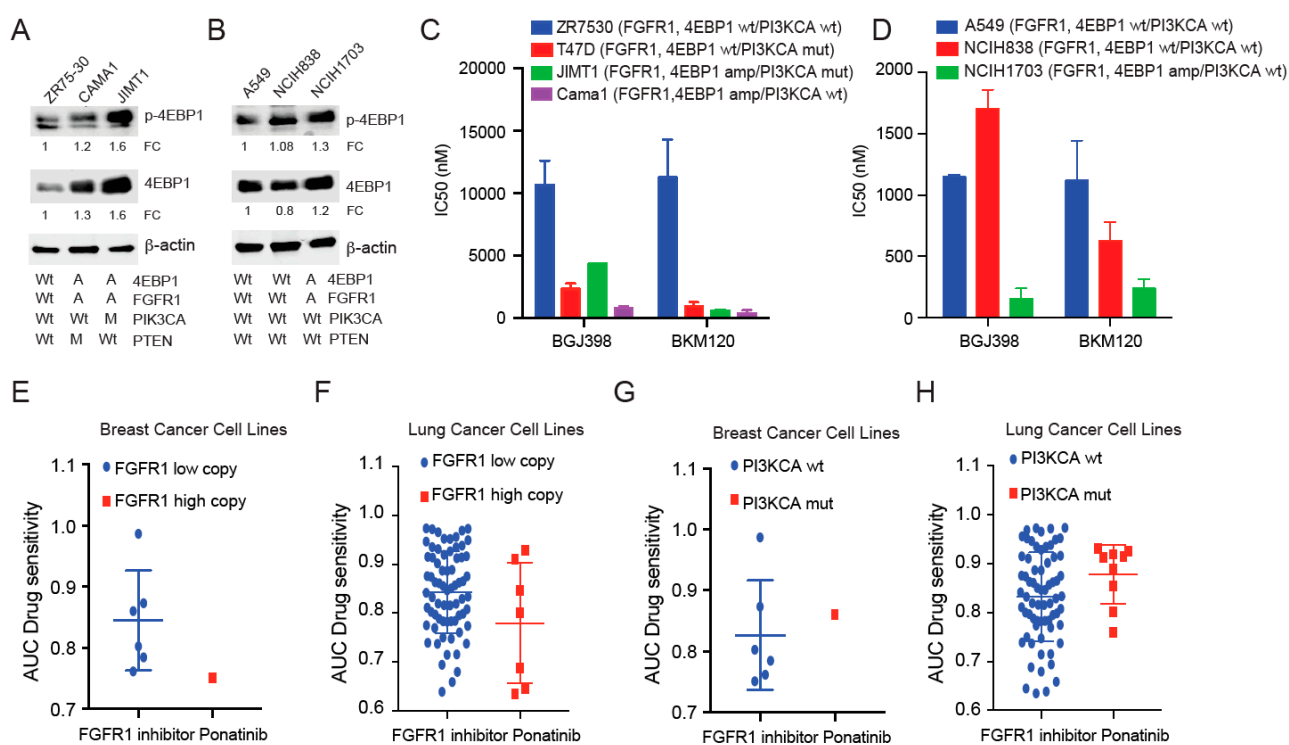 A
ZR75-30
CAMA1
JIMT1
p-4EBP1
1 1.2 1.6 FC
4EBP1
1 1.3 1.6 FC
β-actin
Wt A A 4EBP1
Wt A A FGFR1
Wt Wt M PIK3CA
Wt M Wt PTEN
B
A549
NCIH838
NCIH1703
p-4EBP1
1 1.08 1.3 FC
4EBP1
1 0.8 1.2 FC
β-actin
Wt Wt A 4EBP1
Wt Wt A FGFR1
Wt Wt Wt PIK3CA
Wt Wt Wt PTEN
C
ZR7530 (FGFR1, 4EBP1 wt/PI3KCA wt)
T47D (FGFR1, 4EBP1 wt/PI3KCA mut)
JIMT1 (FGFR1, 4EBP1 amp/PI3KCA mut)
Cama1 (FGFR1,4EBP1 amp/PI3KCA wt)
IC50 (nM)
20000
15000
10000
5000
0
BGJ398 BKM120
D
A549 (FGFR1, 4EBP1 wt/PI3KCA wt)
NCIH838 (FGFR1, 4EBP1 wt/PI3KCA wt)
NCIH1703 (FGFR1, 4EBP1 amp/PI3KCA wt)
IC50 (nM)
2000
1500
1000
500
0
BGJ398 BKM120
E
Breast Cancer Cell Lines
FGFR1 low copy
FGFR1 high copy
AUC Drug sensitivity
1.1
1.0
0.9
0.8
0.7
FGFR1 inhibitor Ponatinib
F
Lung Cancer Cell Lines
FGFR1 low copy
FGFR1 high copy
AUC Drug sensitivity
1.1
1.0
0.9
0.8
0.7
0.6
FGFR1 inhibitor Ponatinib
G
Breast Cancer Cell Lines
PI3KCA wt
PI3KCA mut
AUC Drug sensitivity
1.1
1.0
0.9
0.8
0.7
FGFR1 inhibitor Ponatinib
H
Lung Cancer Cell Lines
PI3KCA wt
PI3KCA mut
AUC Drug sensitivity
1.1
1.0
0.9
0.8
0.7
0.6
FGFR1 inhibitor Ponatinib